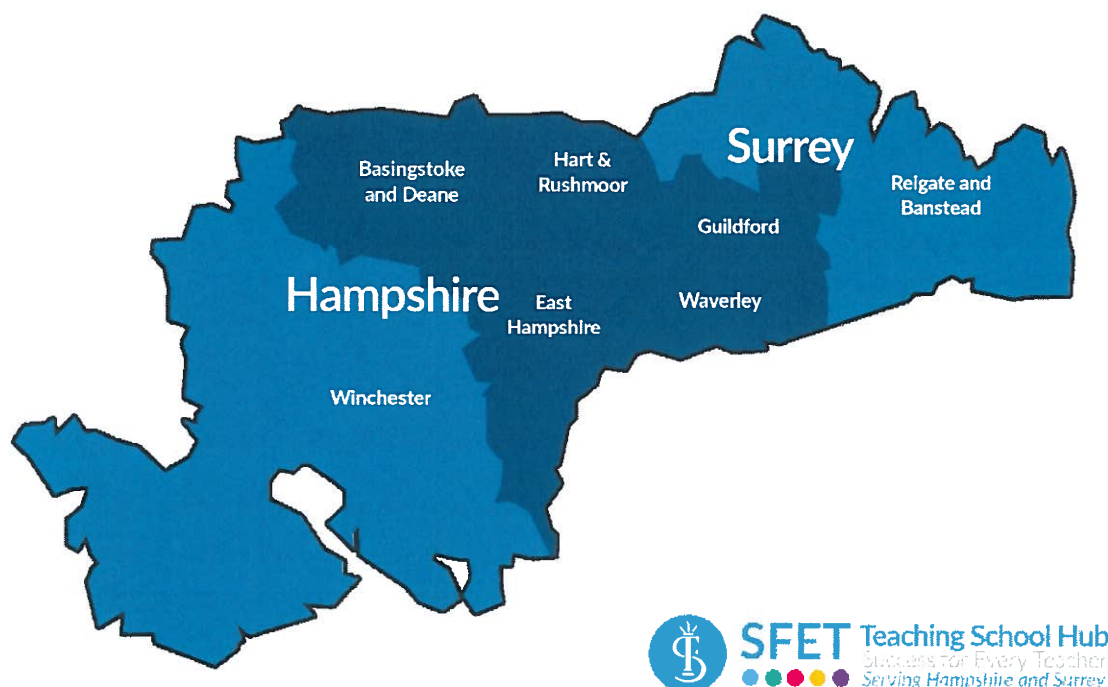 Surrey
Basingstoke
and Deane
Hart &
Rushmoor
Reigate and
Banstead
Guildford
Hampshire
East
Hampshire
Waverley
Winchester
SFET
Teaching School Hub
Success for Every Teacher
Serving Hampshire and Surrey